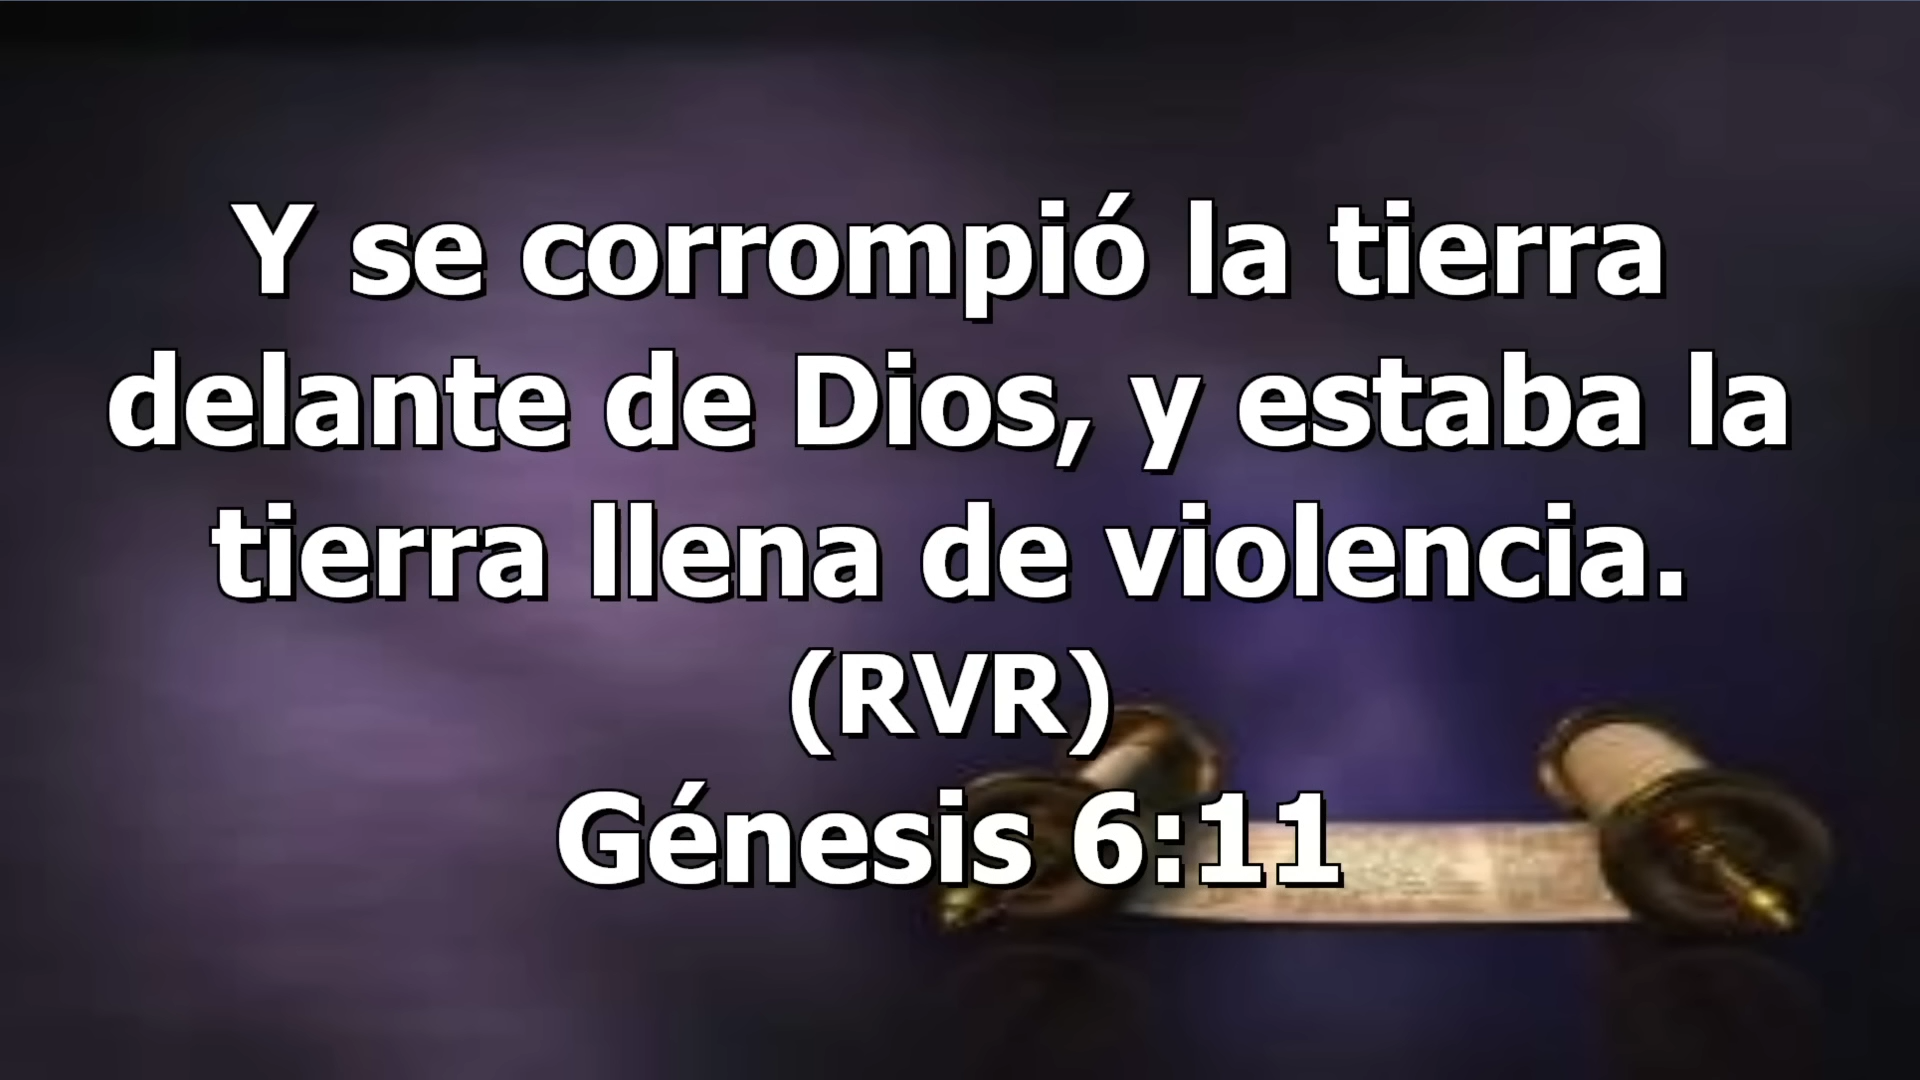 Y se corrompió la tierra
delante de Dios, y estaba la
tierra llena de violencia.
(RVR)
Génesis 6:11